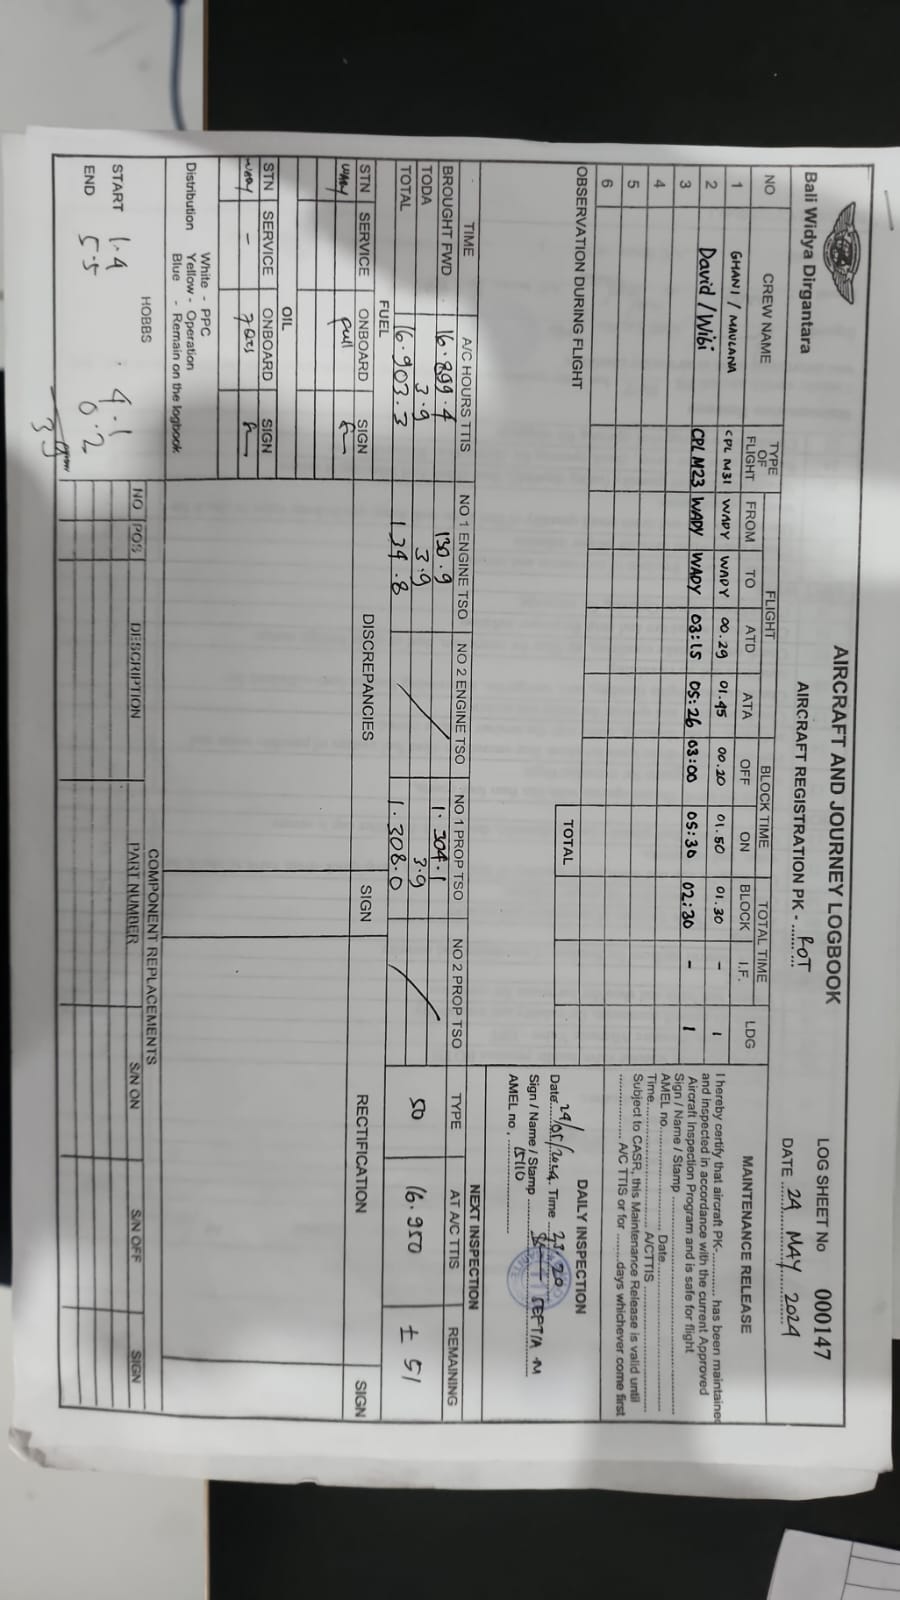 Bali Widya Dirgantara
AIRCRAFT AND JOURNEY LOGBOOK
AIRCRAFT REGISTRATION PK - ROT
LOG SHEET No 000147
DATE 24 MAY 2024
NO CREW NAME TYPE OF FLIGHT FLIGHT BLOCK TIME TOTAL TIME LDG
FROM TO ATD ATA OFF ON BLOCK I.F.
1 GHANI / MAULANA CPL M31 WADY WADY 00.29 01.45 00.20 01.50 01.30 - 1
2 David / Wibi CPL M23 WADY WADY 03:15 05:26 03:00 05:30 02:30 - 1
3
4
5
6
OBSERVATION DURING FLIGHT
TOTAL
MAINTENANCE RELEASE
I hereby certify that aircraft PK-............ has been maintained
and inspected in accordance with the current Approved
Aircraft Inspection Program and is safe for flight
Sign / Name / Stamp
AMEL no. Date
Time A/CTTIS
Subject to CASR, this Maintenance Release is valid until
A/C TTIS or for ........days whichever come first
DAILY INSPECTION
Date 24/05/2024 Time 23.20
Sign / Name / Stamp SEPTIA M
AMEL no , 15110
TIME A/C HOURS TTIS NO 1 ENGINE TSO NO 2 ENGINE TSO NO 1 PROP TSO NO 2 PROP TSO
BROUGHT FWD 16.899.4 130.9 1.304.1
TODA 3.9 3.9 3.9
TOTAL 16.903.3 134.8 1.308.0
NEXT INSPECTION
TYPE AT A/C TTIS REMAINING
50 16.950 ± 51
FUEL
STN SERVICE ONBOARD SIGN
WADY full
OIL
STN SERVICE ONBOARD SIGN
WADY - 7 Qts
DISCREPANCIES SIGN RECTIFICATION SIGN
Distribution White - PPC
Yellow - Operation
Blue - Remain on the logbook
HOBBS
START 1.4 4.1
END 5.5 0.2
3.9
COMPONENT REPLACEMENTS
NO POS DESCRIPTION PART NUMBER S/N ON S/N OFF SIGN